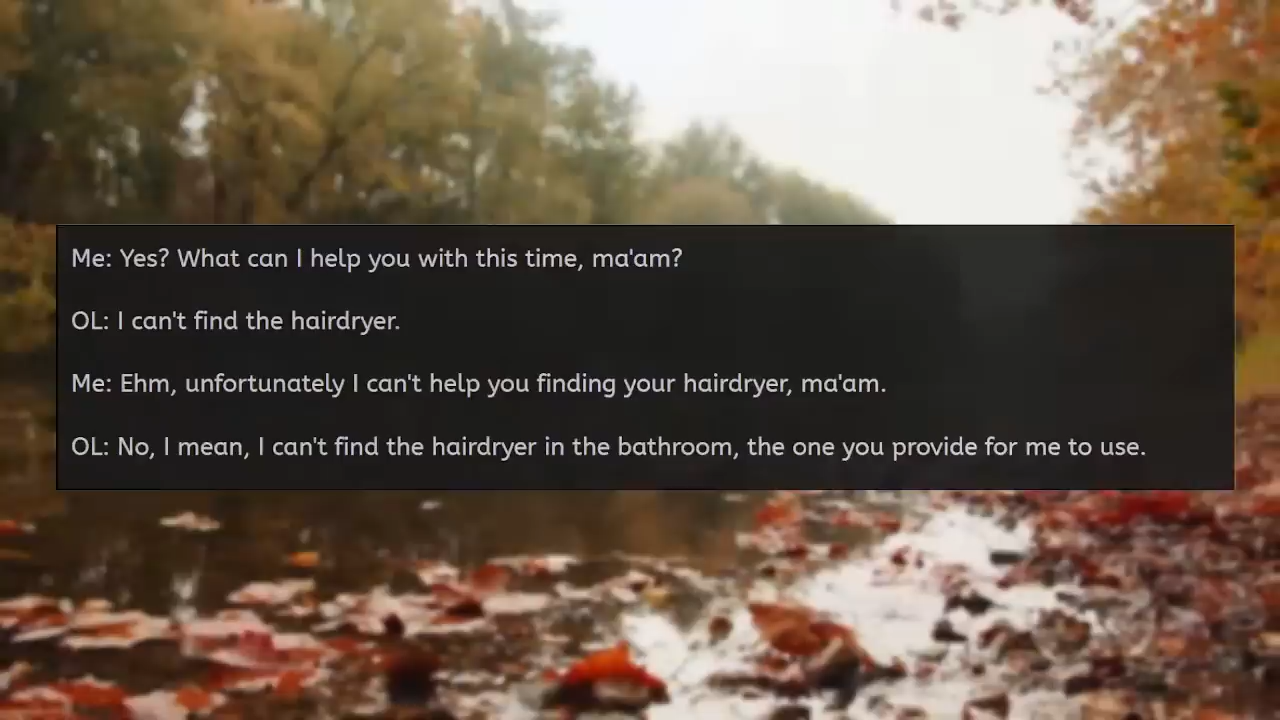 Me: Yes? What can I help you with this time, ma'am?
OL: I can't find the hairdryer.
Me: Ehm, unfortunately I can't help you finding your hairdryer, ma'am.
OL: No, I mean, I can't find the hairdryer in the bathroom, the one you provide for me to use.